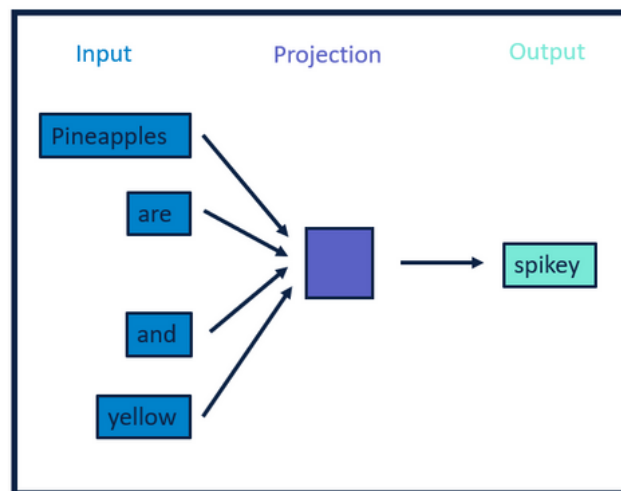 Input Projection Output
Pineapples
are
spikey
and
yellow